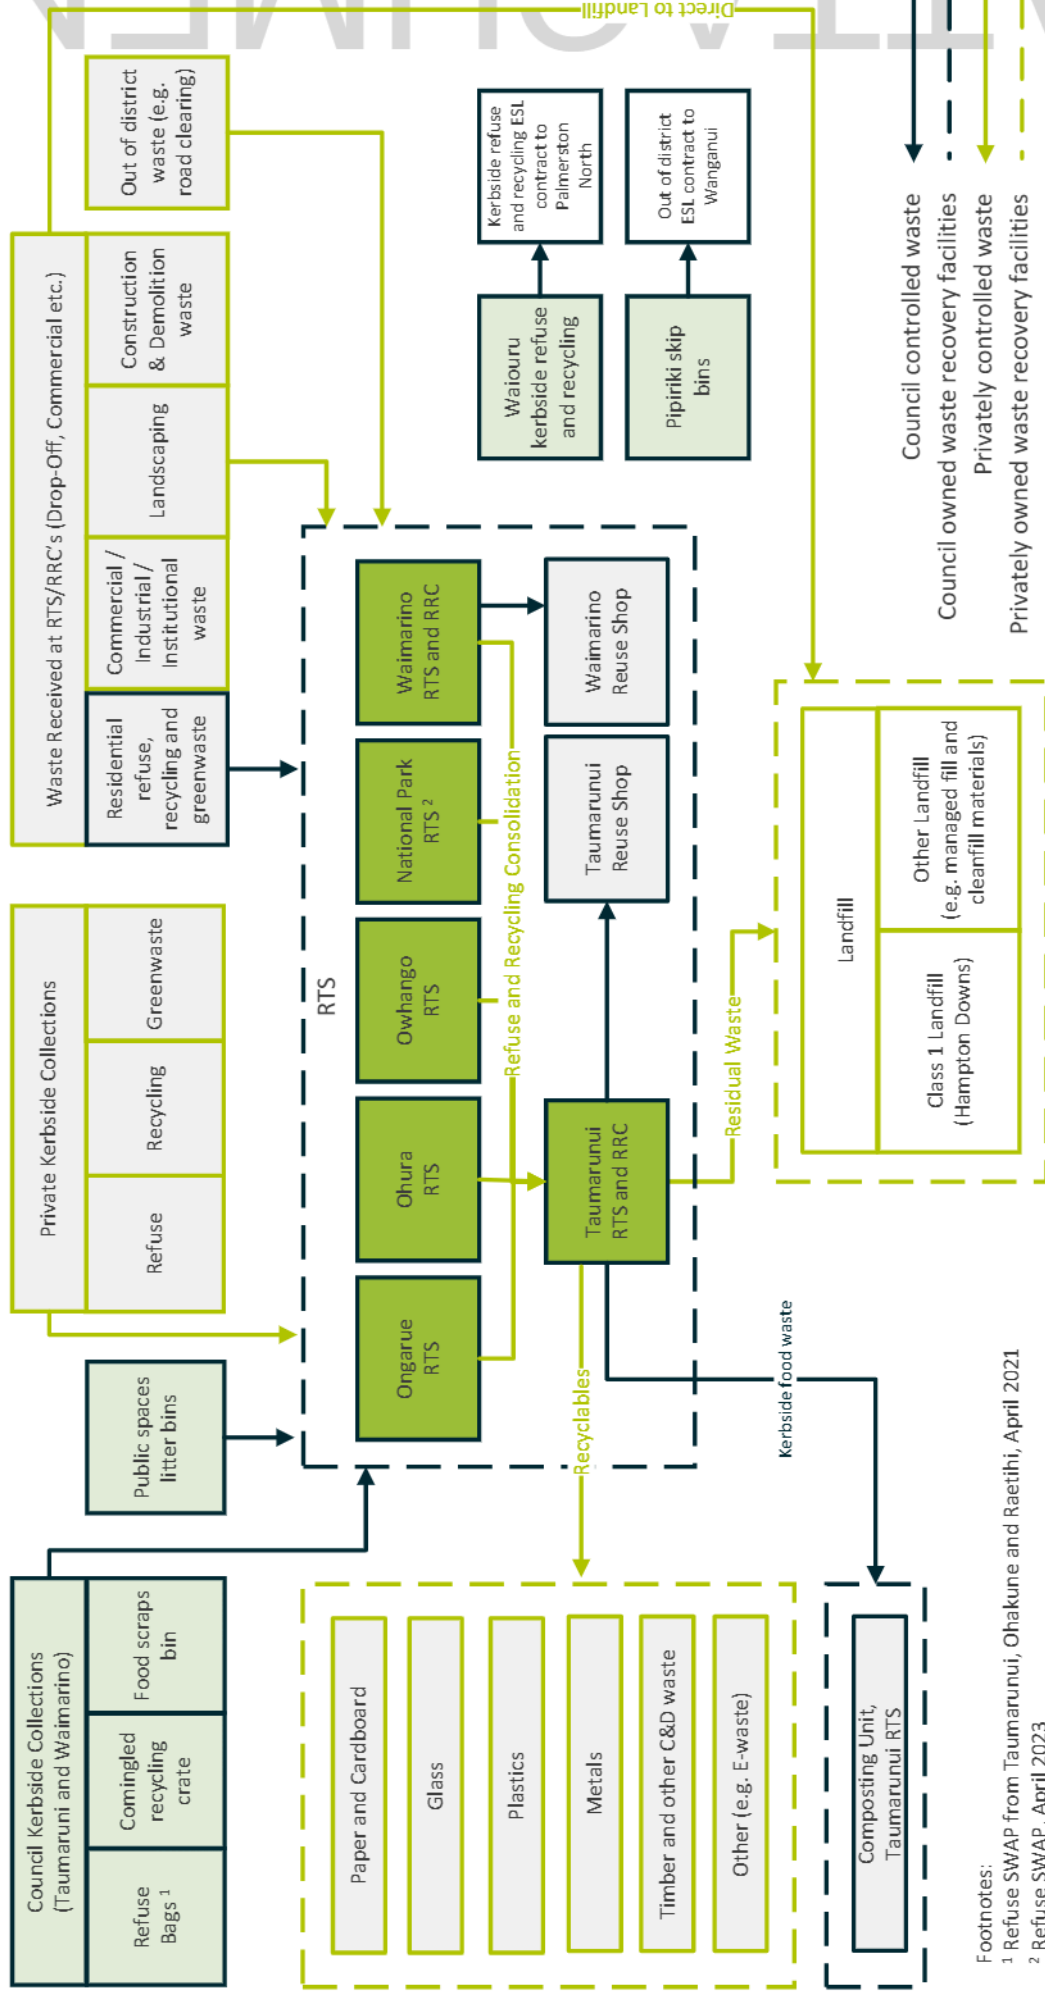 Council Kerbside Collections
(Taumaruni and Waimarino)
Refuse
Bags ¹
Comingled
recycling
crate
Food scraps
bin
Public spaces
litter bins
Private Kerbside Collections
Refuse
Recycling
Greenwaste
Waste Received at RTS/RRC's (Drop-Off, Commercial etc.)
Residential
refuse,
recycling and
greenwaste
Commercial /
Industrial /
Institutional
waste
Landscaping
Construction
& Demolition
waste
Out of district
waste (e.g.
road clearing)
Direct to Landfill
RTS
Ongarue
RTS
Ohura
RTS
Owhango
RTS
National Park
RTS ²
Waimarino
RTS and RRC
Refuse and Recycling Consolidation
Taumarunui
RTS and RRC
Taumarunui
Reuse Shop
Waimarino
Reuse Shop
Waiouru
kerbside refuse
and recycling
Kerbside refuse
and recycling ESL
contract to
Palmerston
North
Pipiriki skip
bins
Out of district
ESL contract to
Wanganui
Recyclables
Residual Waste
Kerbside food waste
Paper and Cardboard
Glass
Plastics
Metals
Timber and other C&D waste
Other (e.g. E-waste)
Composting Unit,
Taumarunui RTS
Landfill
Class 1 Landfill
(Hampton Downs)
Other Landfill
(e.g. managed fill and
cleanfill materials)
Council controlled waste
Council owned waste recovery facilities
Privately controlled waste
Privately owned waste recovery facilities
Footnotes:
¹ Refuse SWAP from Taumarunui, Ohakune and Raetihi, April 2021
² Refuse SWAP, April 2023